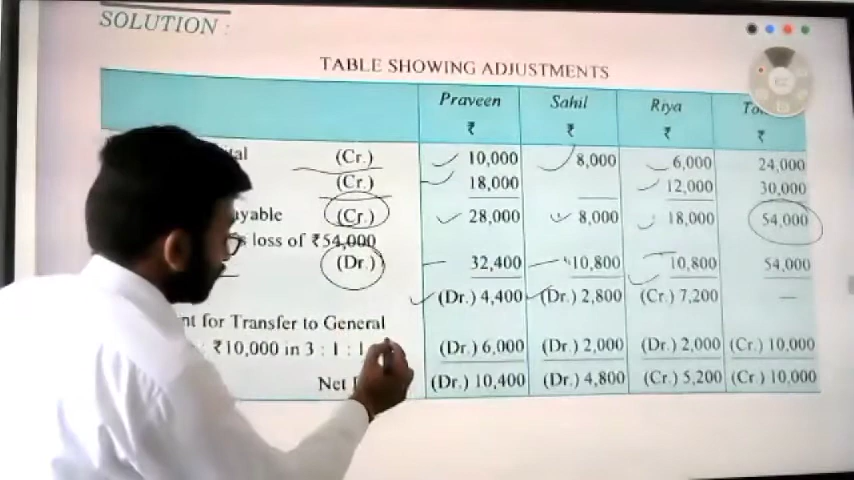 SOLUTION :
TABLE SHOWING ADJUSTMENTS
Praveen Sahil Riya
₹ ₹ ₹ ₹
(Cr.) 10,000 8,000 6,000 24,000
(Cr.) 18,000 — 12,000 30,000
(Cr.) 28,000 8,000 18,000 54,000
loss of ₹54,000
(Dr.) 32,400 10,800 10,800 54,000
(Dr.) 4,400 (Dr.) 2,800 (Cr.) 7,200 —
for Transfer to General
₹10,000 in 3 : 1 : 1 (Dr.) 6,000 (Dr.) 2,000 (Dr.) 2,000 (Cr.) 10,000
Net (Dr.) 10,400 (Dr.) 4,800 (Cr.) 5,200 (Cr.) 10,000